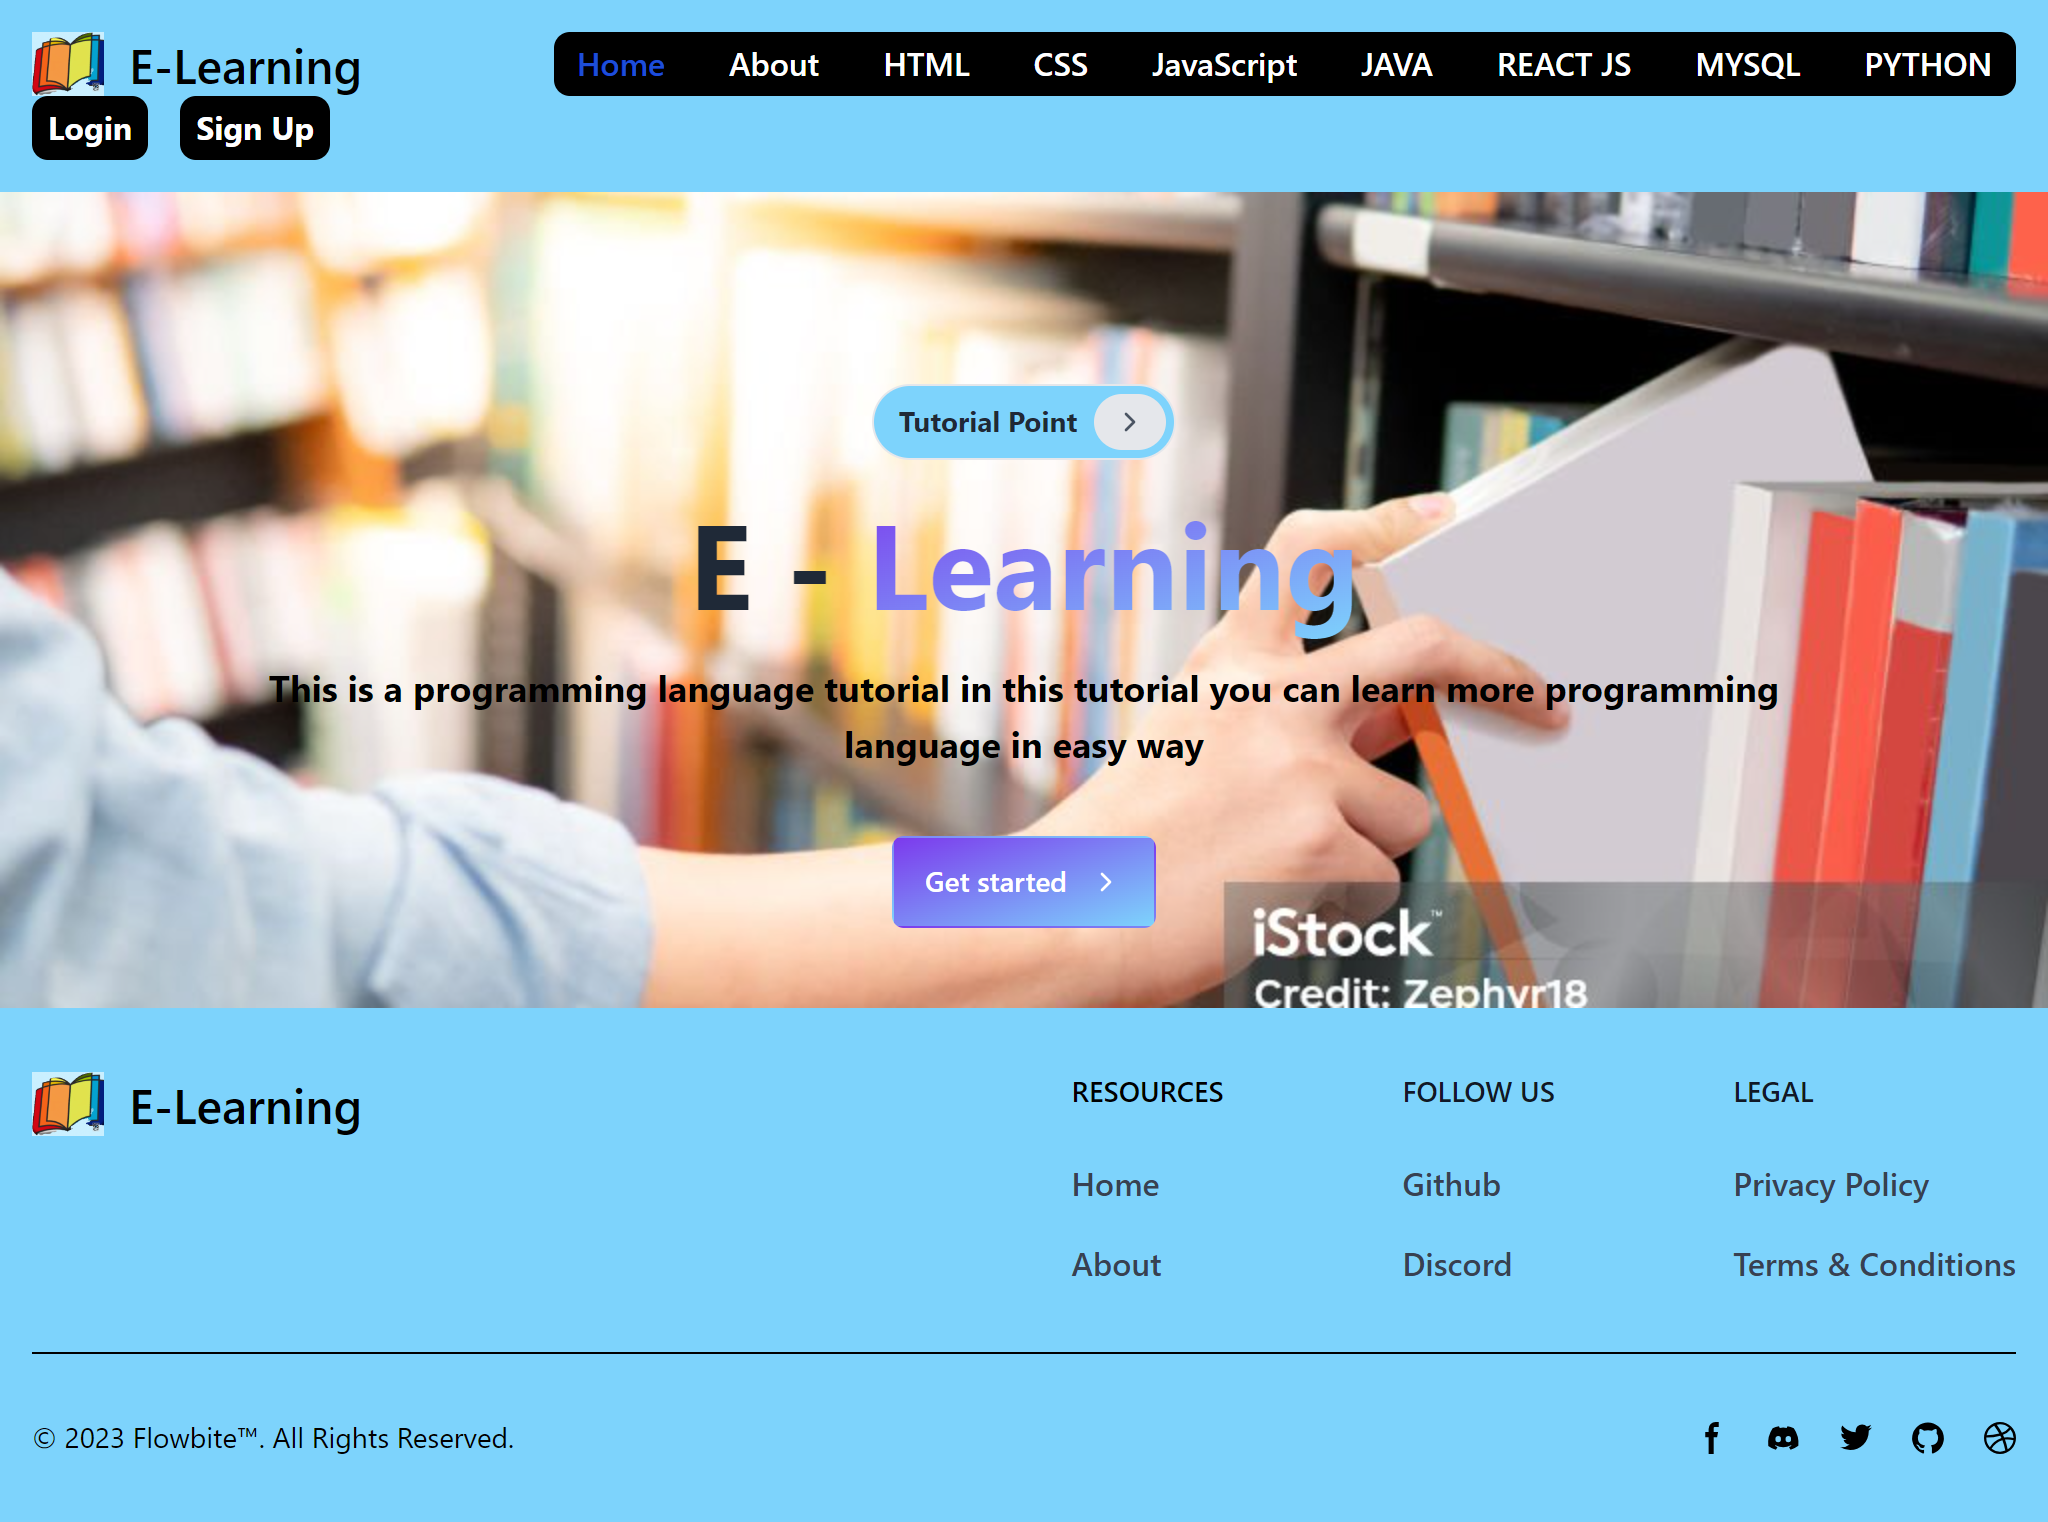 E-Learning
Home About HTML CSS JavaScript JAVA REACT JS MYSQL PYTHON
Login Sign Up
Tutorial Point
E - Learning
This is a programming language tutorial in this tutorial you can learn more programming
language in easy way
Get started
iStock™
Credit: Zephyr18
E-Learning
RESOURCES FOLLOW US LEGAL
Home Github Privacy Policy
About Discord Terms & Conditions
© 2023 Flowbite™. All Rights Reserved.